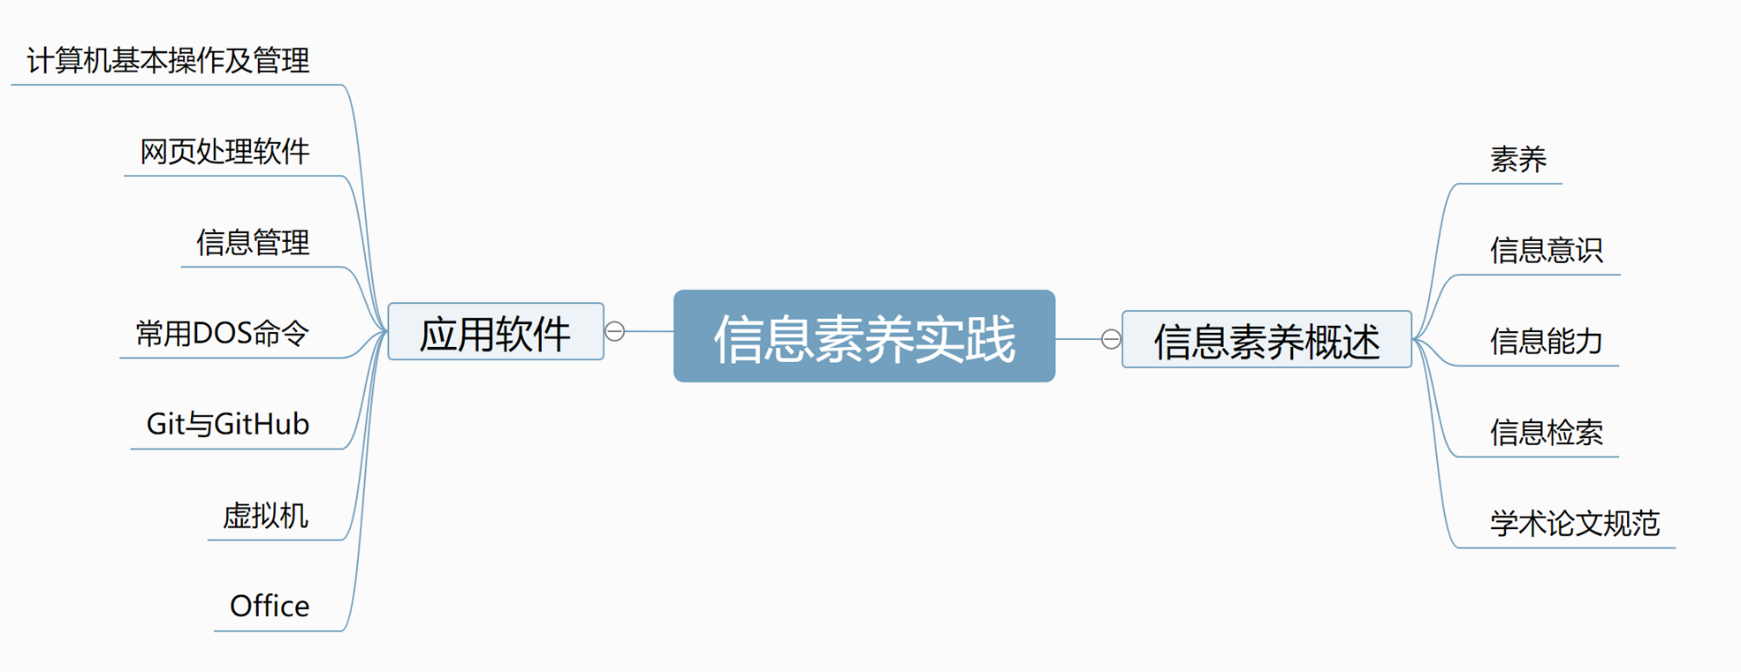 计算机基本操作及管理
网页处理软件
信息管理
常用DOS命令
Git与GitHub
虚拟机
Office
应用软件
信息素养实践
信息素养概述
素养
信息意识
信息能力
信息检索
学术论文规范